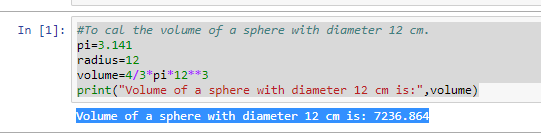 In [1]: #To cal the volume of a sphere with diameter 12 cm.
pi=3.141
radius=12
volume=4/3*pi*12**3
print("Volume of a sphere with diameter 12 cm is:",volume)
Volume of a sphere with diameter 12 cm is: 7236.864